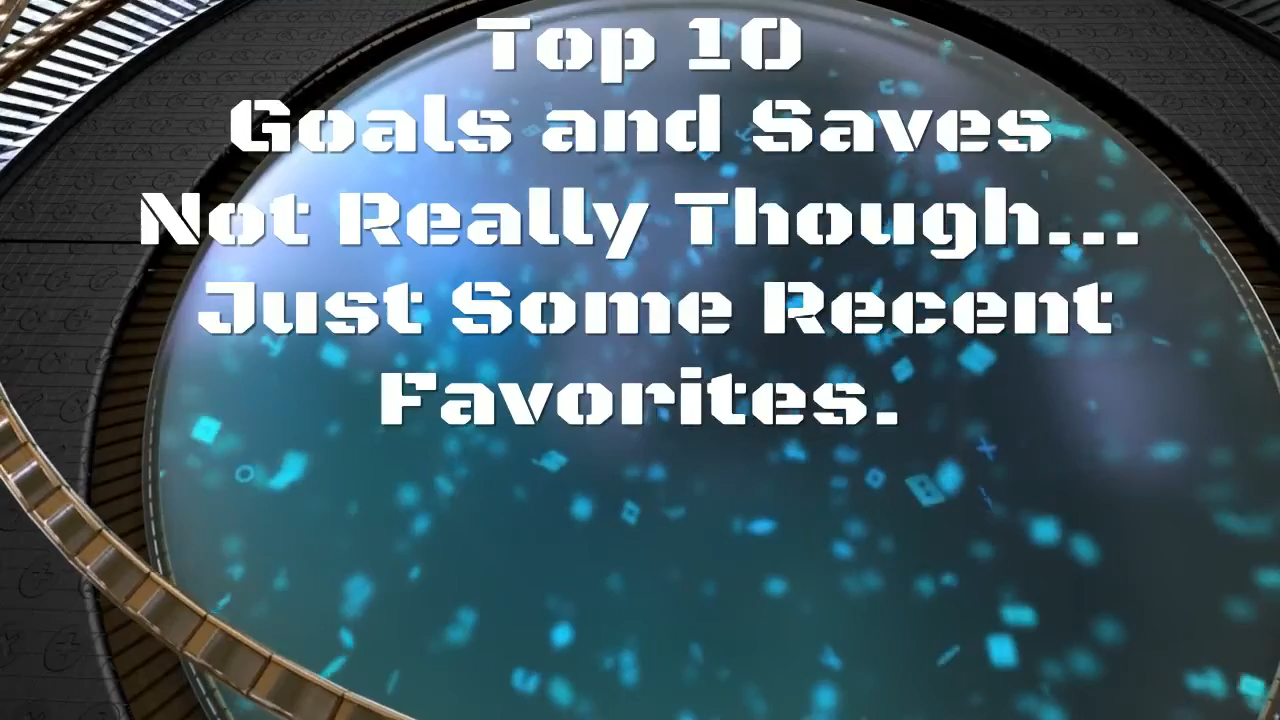 Top 10
Goals and Saves
Not Really Though...
Just Some Recent
Favorites.